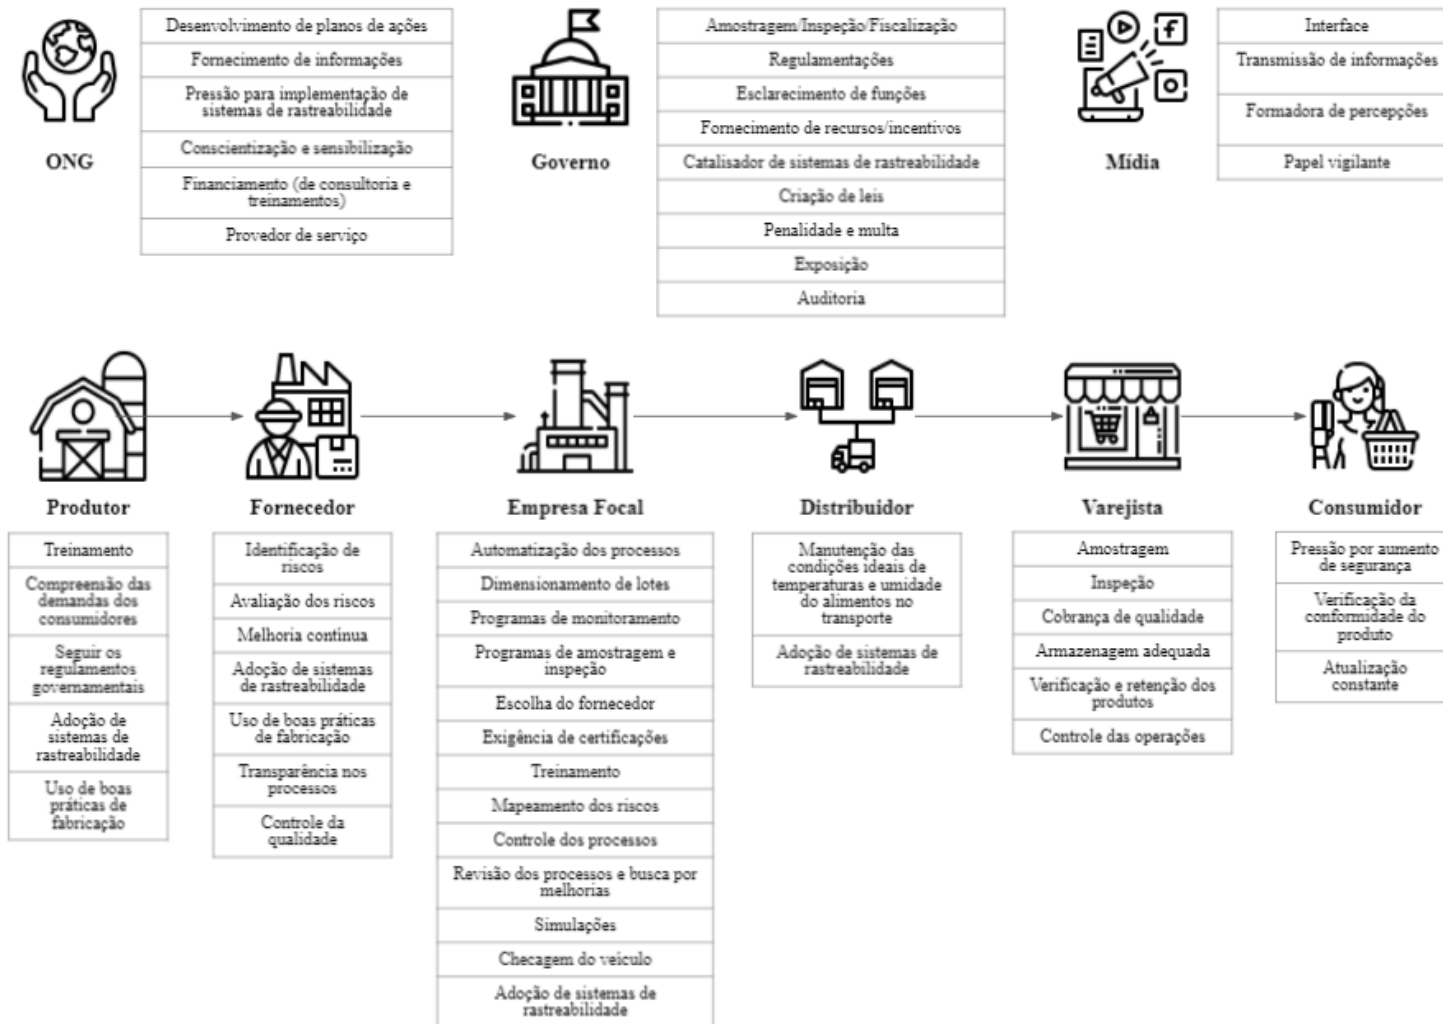 Desenvolvimento de planos de ações
Fornecimento de informações
Pressão para implementação de
sistemas de rastreabilidade
Conscientização e sensibilização
Financiamento (de consultoria e
treinamentos)
Provedor de serviço
ONG
Amostragem/Inspeção/Fiscalização
Regulamentações
Esclarecimento de funções
Fornecimento de recursos/incentivos
Catalisador de sistemas de rastreabilidade
Criação de leis
Penalidade e multa
Exposição
Auditoria
Governo
Interface
Transmissão de informações
Formadora de percepções
Papel vigilante
Mídia
Produtor
Treinamento
Compreensão das
demandas dos
consumidores
Seguir os
regulamentos
governamentais
Adoção de
sistemas de
rastreabilidade
Uso de boas
práticas de
fabricação
Fornecedor
Identificação de
riscos
Avaliação dos riscos
Melhoria contínua
Adoção de sistemas
de rastreabilidade
Uso de boas práticas
de fabricação
Transparência nos
processos
Controle da
qualidade
Empresa Focal
Automatização dos processos
Dimensionamento de lotes
Programas de monitoramento
Programas de amostragem e
inspeção
Escolha do fornecedor
Exigência de certificações
Treinamento
Mapeamento dos riscos
Controle dos processos
Revisão dos processos e busca por
melhorias
Simulações
Checagem do veículo
Adoção de sistemas de
rastreabilidade
Distribuidor
Manutenção das
condições ideais de
temperaturas e umidade
do alimentos no
transporte
Adoção de sistemas de
rastreabilidade
Varejista
Amostragem
Inspeção
Cobrança de qualidade
Armazenagem adequada
Verificação e retenção dos
produtos
Controle das operações
Consumidor
Pressão por aumento
de segurança
Verificação da
conformidade do
produto
Atualização
constante